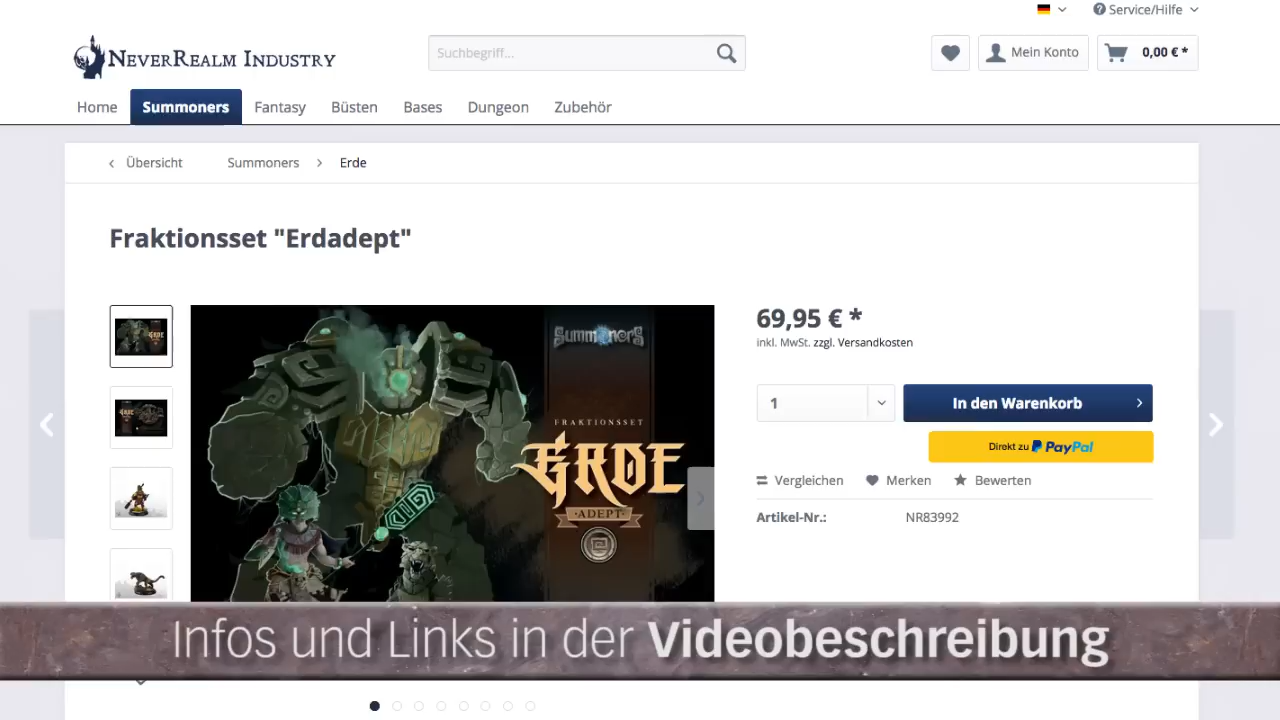 Service/Hilfe
NeverRealm Industry
Suchbegriff...
Mein Konto
0,00 € *
Home
Summoners
Fantasy
Büsten
Bases
Dungeon
Zubehör
Übersicht
Summoners
Erde
Fraktionsset "Erdadept"
Summoners
FRAKTIONSSET
ERDE
·ADEPT·
69,95 € *
inkl. MwSt. zzgl. Versandkosten
1
In den Warenkorb
Direkt zu PayPal
Vergleichen
Merken
Bewerten
Artikel-Nr.:
NR83992
Infos und Links in der Videobeschreibung